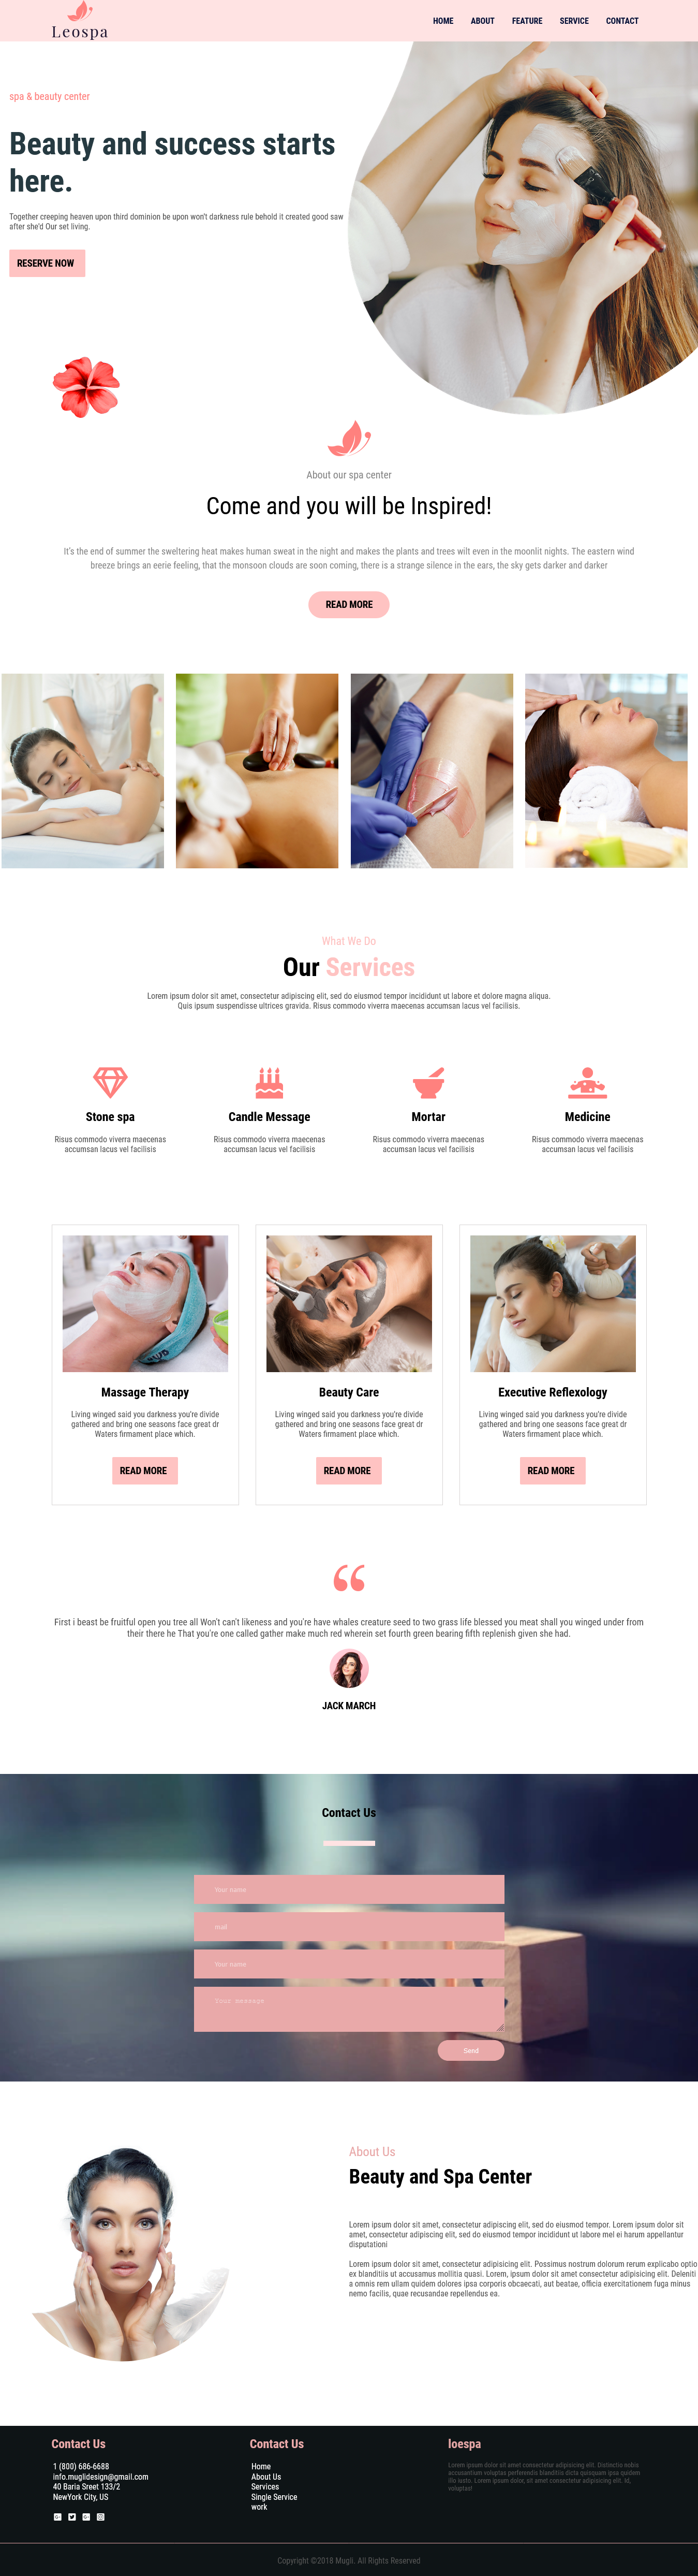 Leospa
HOME
ABOUT
FEATURE
SERVICE
CONTACT
spa & beauty center
Beauty and success starts
here.
Together creeping heaven upon third dominion be upon won't darkness rule behold it created good saw
after she'd Our set living.
RESERVE NOW
About our spa center
Come and you will be Inspired!
It's the end of summer the sweltering heat makes human sweat in the night and makes the plants and trees wilt even in the moonlit nights. The eastern wind
breeze brings an eerie feeling, that the monsoon clouds are soon coming, there is a strange silence in the ears, the sky gets darker and darker
READ MORE
What We Do
Our Services
Lorem ipsum dolor sit amet, consectetur adipiscing elit, sed do eiusmod tempor incididunt ut labore et dolore magna aliqua.
Quis ipsum suspendisse ultrices gravida. Risus commodo viverra maecenas accumsan lacus vel facilisis.
Stone spa
Risus commodo viverra maecenas
accumsan lacus vel facilisis
Candle Message
Risus commodo viverra maecenas
accumsan lacus vel facilisis
Mortar
Risus commodo viverra maecenas
accumsan lacus vel facilisis
Medicine
Risus commodo viverra maecenas
accumsan lacus vel facilisis
Massage Therapy
Living winged said you darkness you're divide
gathered and bring one seasons face great dr
Waters firmament place which.
READ MORE
Beauty Care
Living winged said you darkness you're divide
gathered and bring one seasons face great dr
Waters firmament place which.
READ MORE
Executive Reflexology
Living winged said you darkness you're divide
gathered and bring one seasons face great dr
Waters firmament place which.
READ MORE
First i beast be fruitful open you tree all Won't can't likeness and you're have whales creature seed to two grass life blessed you meat shall you winged under from
their there he That you're one called gather make much red wherein set fourth green bearing fifth replenish given she had.
JACK MARCH
Contact Us
Your name
mail
Your name
Your message
Send
About Us
Beauty and Spa Center
Lorem ipsum dolor sit amet, consectetur adipiscing elit, sed do eiusmod tempor. Lorem ipsum dolor sit
amet, consectetur adipiscing elit, sed do eiusmod tempor incididunt ut labore mel ei harum appellantur
disputationi
Lorem ipsum dolor sit amet, consectetur adipisicing elit. Possimus nostrum dolorum rerum explicabo optio
ex blanditiis ut accusamus mollitia quasi. Lorem, ipsum dolor sit amet consectetur adipisicing elit. Deleniti
a omnis rem ullam quidem dolores ipsa corporis obcaecati, aut beatae, officia exercitationem fuga minus
nemo facilis, quae recusandae repellendus ea.
Contact Us
1 (800) 686-6688
info.muglidesign@gmail.com
40 Baria Sreet 133/2
NewYork City, US
Contact Us
Home
About Us
Services
Single Service
work
loespa
Lorem ipsum dolor sit amet consectetur adipisicing elit. Distinctio nobis
accusantium voluptas perferendis blanditiis dicta quisquam ipsa quidem
illo iusto. Lorem ipsum dolor, sit amet consectetur adipisicing elit. Id,
voluptas!
Copyright ©2018 Mugli. All Rights Reserved